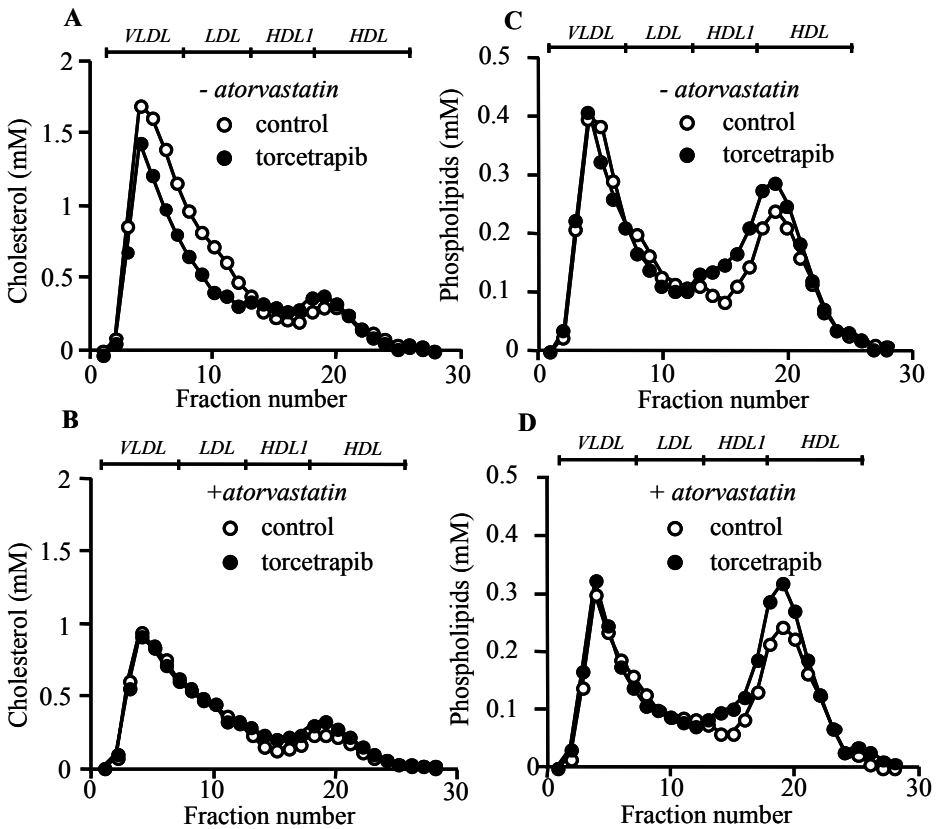 A
VLDL LDL HDL1 HDL
2
1.5
1
0.5
0
Cholesterol (mM)
- atorvastatin
control
torcetrapib
0 10 20 30
Fraction number
C
VLDL LDL HDL1 HDL
0.5
0.4
0.3
0.2
0.1
0
Phospholipids (mM)
- atorvastatin
control
torcetrapib
0 10 20 30
Fraction number
B
VLDL LDL HDL1 HDL
2
1.5
1
0.5
0
Cholesterol (mM)
+atorvastatin
control
torcetrapib
0 10 20 30
Fraction number
D
VLDL LDL HDL1 HDL
0.5
0.4
0.3
0.2
0.1
0
Phospholipids (mM)
+ atorvastatin
control
torcetrapib
0 10 20 30
Fraction number